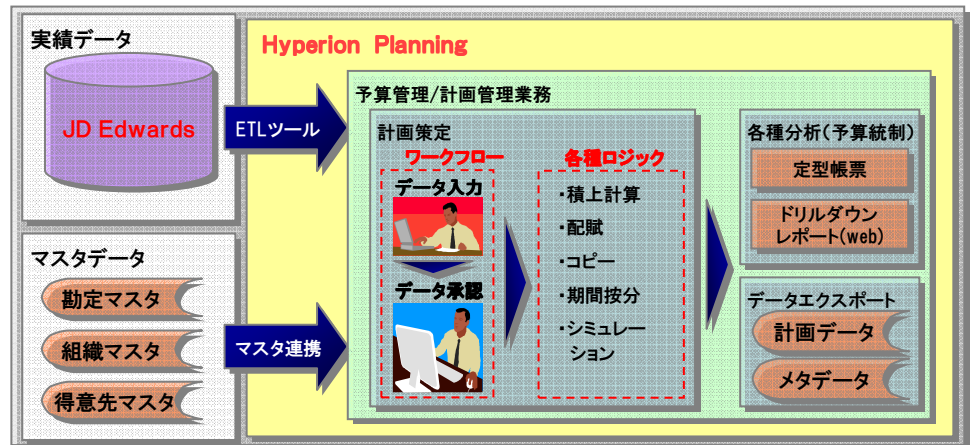 実績データ
JD Edwards
マスタデータ
勘定マスタ
組織マスタ
得意先マスタ
ETLツール
マスタ連携
Hyperion Planning
予算管理/計画管理業務
計画策定
ワークフロー
データ入力
データ承認
各種ロジック
・積上計算
・配賦
・コピー
・期間按分
・シミュレー
ション
各種分析(予算統制)
定型帳票
ドリルダウン
レポート(web)
データエクスポート
計画データ
メタデータ